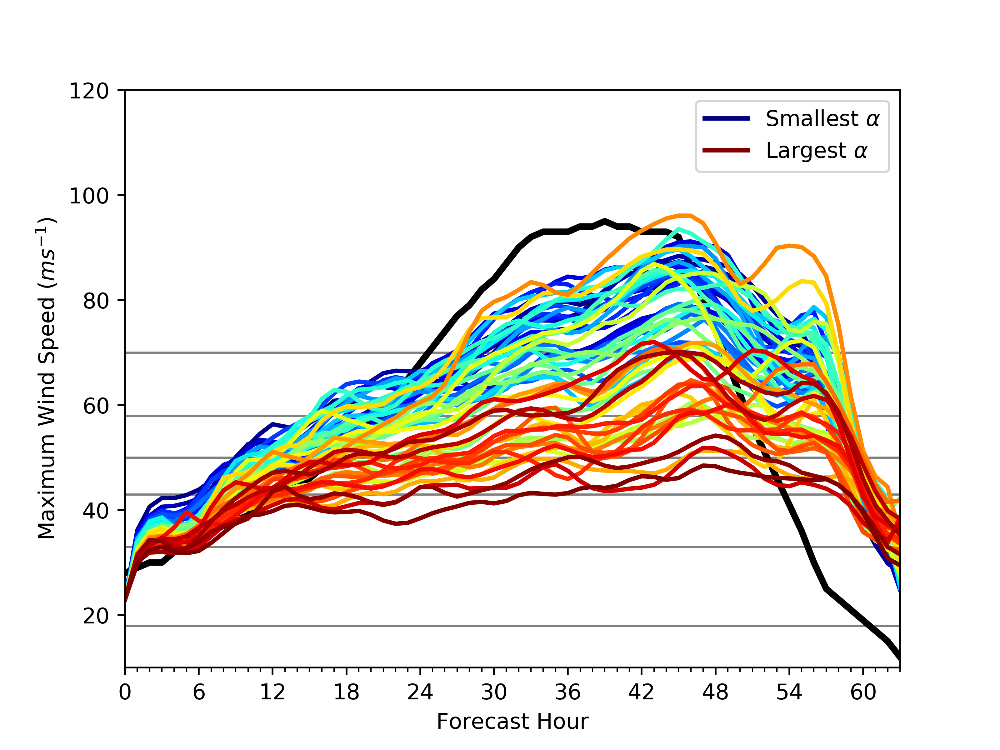 120
100
80
60
40
20
Maximum Wind Speed (ms⁻¹)
Smallest α
Largest α
0 6 12 18 24 30 36 42 48 54 60
Forecast Hour